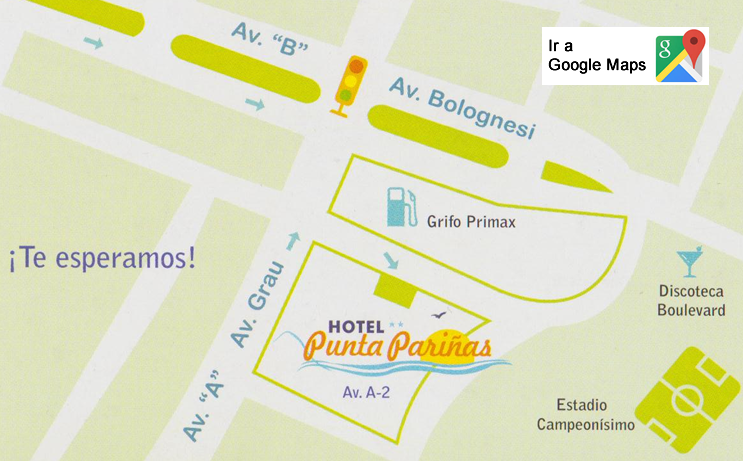 Av. “B”
Ir a
Google Maps
g
Av. Bolognesi
Grifo Primax
¡Te esperamos!
Av. Grau
Av. “A”
HOTEL
Punta Pariñas
Av. A-2
Discoteca
Boulevard
Estadio
Campeonísimo